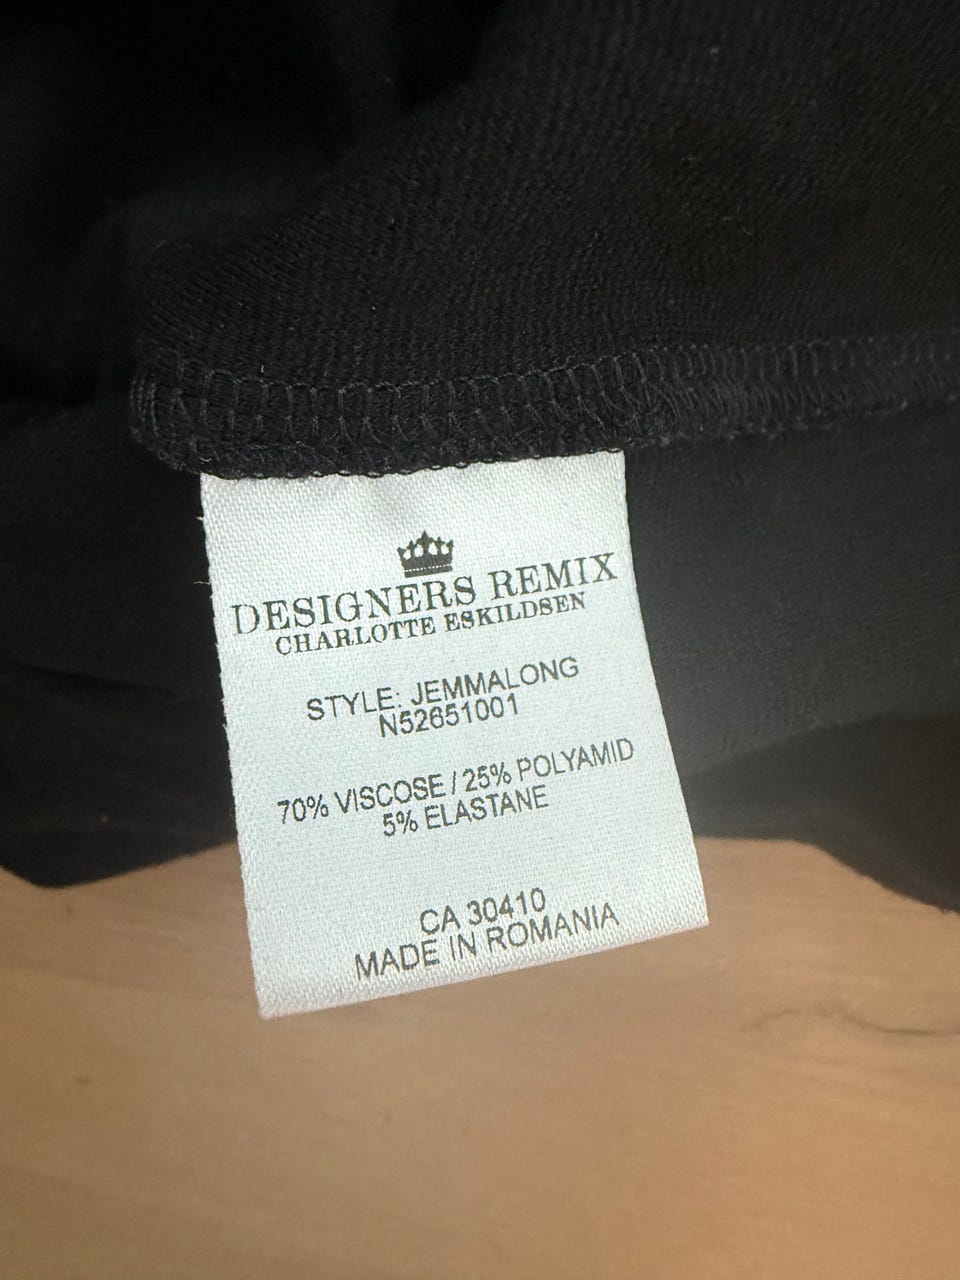 DESIGNERS REMIX
CHARLOTTE ESKILDSEN
STYLE: JEMMALONG
N52651001
70% VISCOSE / 25% POLYAMID
5% ELASTANE
CA 30410
MADE IN ROMANIA